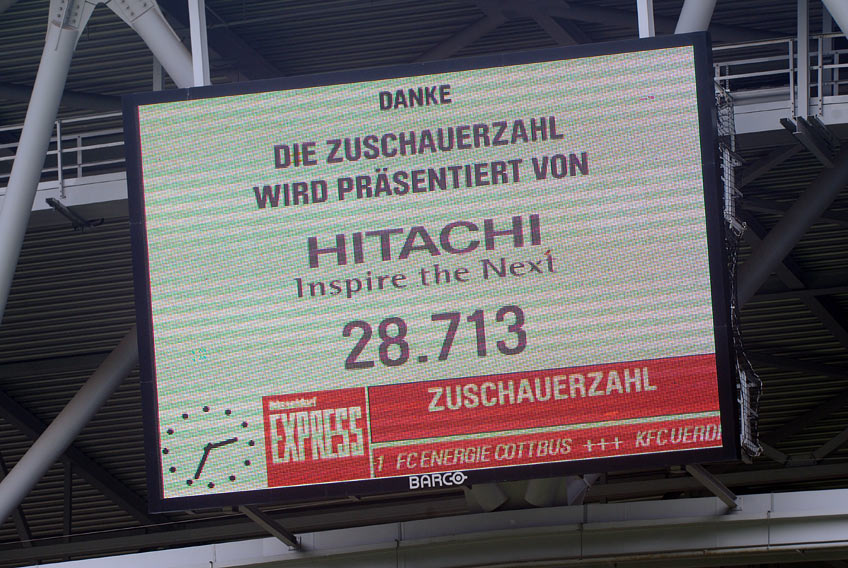 DANKE
DIE ZUSCHAUERZAHL
WIRD PRÄSENTIERT VON
HITACHI
Inspire the Next
28.713
ZUSCHAUERZAHL
Düsseldorf
EXPRESS
1 FC ENERGIE COTTBUS +++ KFC UERDI
BARCO